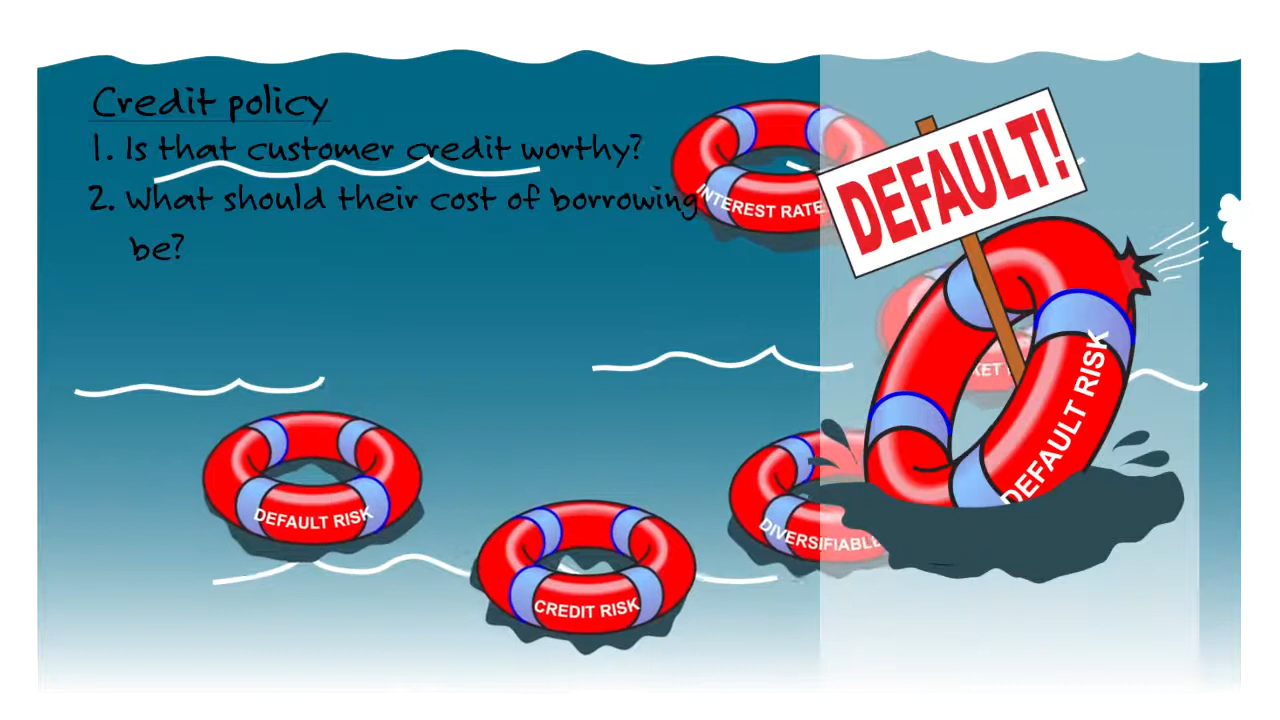 Credit policy
1. Is that customer credit worthy?
2. What should their cost of borrowing
be?
INTEREST RATE
DEFAULT!
DEFAULT RISK
DEFAULT RISK
CREDIT RISK
DIVERSIFIABLE